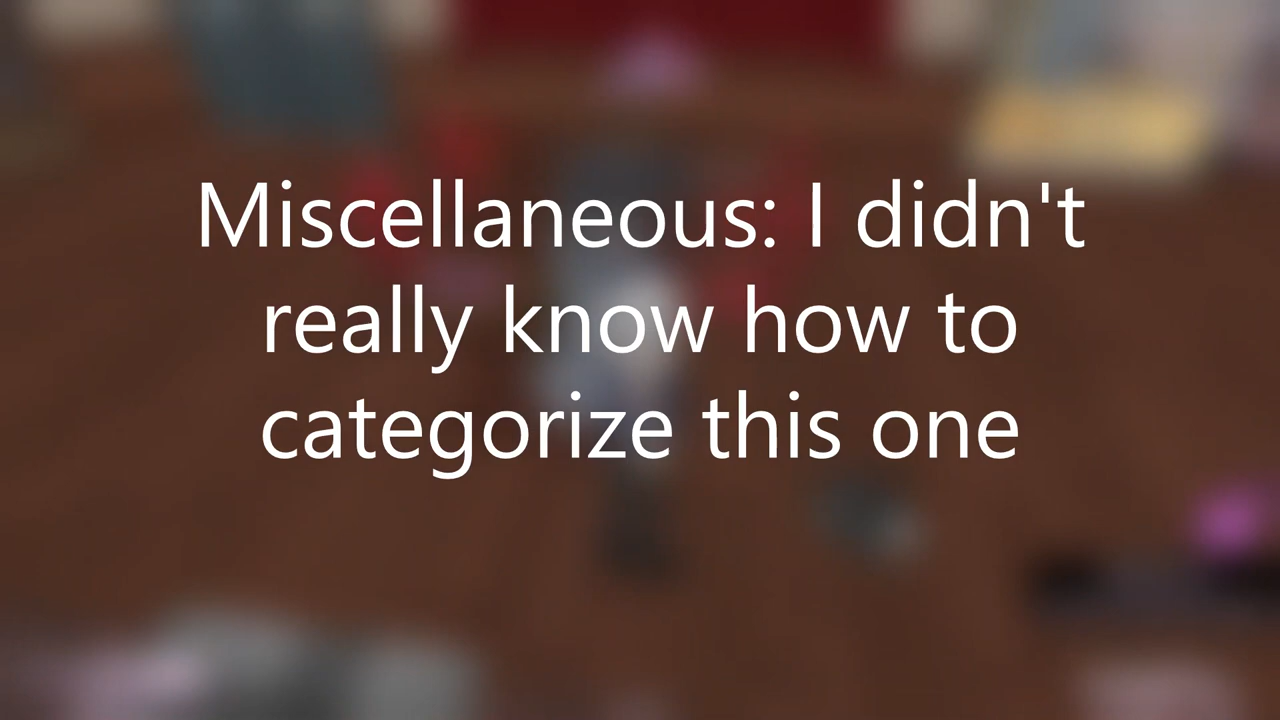 Miscellaneous: I didn't
really know how to
categorize this one